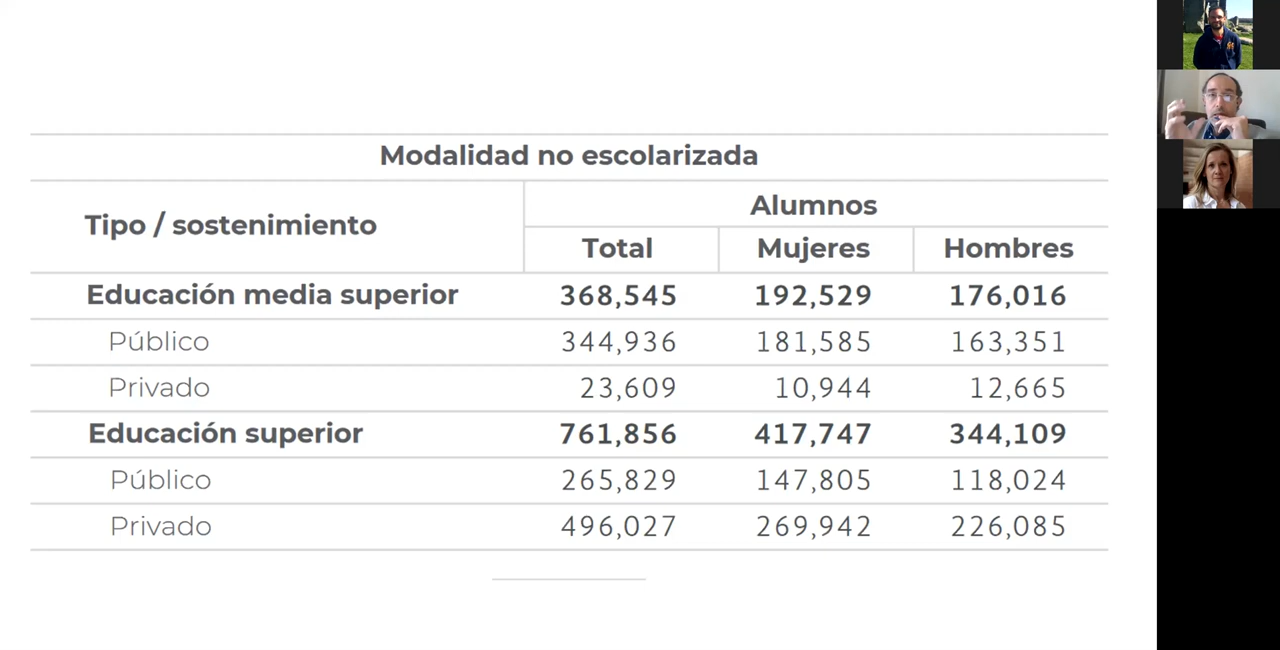 Modalidad no escolarizada
Tipo / sostenimiento
Alumnos
Total Mujeres Hombres
Educación media superior 368,545 192,529 176,016
Público 344,936 181,585 163,351
Privado 23,609 10,944 12,665
Educación superior 761,856 417,747 344,109
Público 265,829 147,805 118,024
Privado 496,027 269,942 226,085